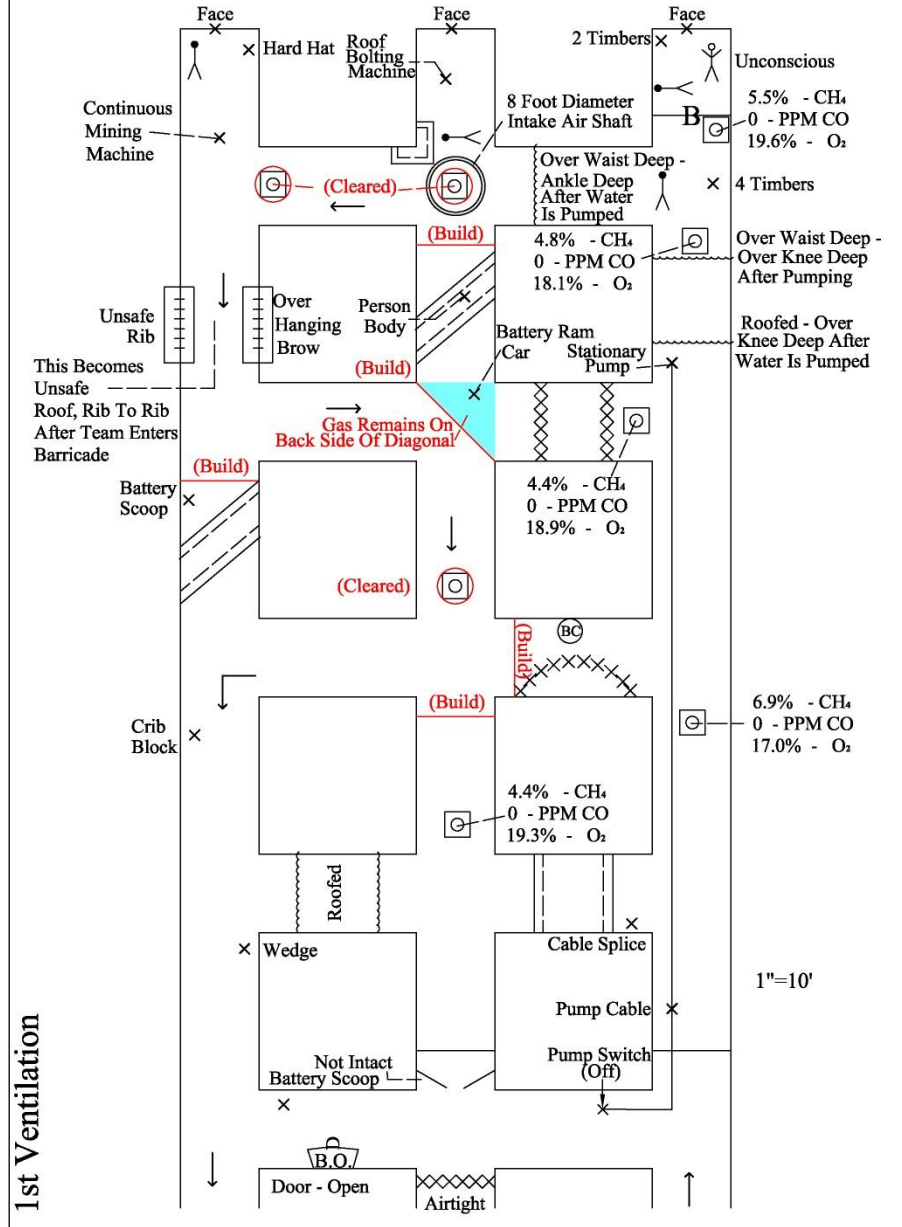 Face
Face
Face
Hard Hat
Roof
Bolting
Machine
2 Timbers
Unconscious
Continuous
Mining
Machine
8 Foot Diameter
Intake Air Shaft
B
5.5% - CH₄
0 - PPM CO
19.6% - O₂
(Cleared)
Over Waist Deep -
Ankle Deep
After Water
Is Pumped
4 Timbers
(Build)
4.8% - CH₄
0 - PPM CO
18.1% - O₂
Over Waist Deep -
Over Knee Deep
After Pumping
Unsafe
Rib
Over
Hanging
Brow
Person
Body
Battery Ram
Car
Stationary
Pump
Roofed - Over
Knee Deep After
Water Is Pumped
This Becomes
Unsafe
Roof, Rib To Rib
After Team Enters
Barricade
(Build)
Gas Remains On
Back Side Of Diagonal
(Build)
Battery
Scoop
4.4% - CH₄
0 - PPM CO
18.9% - O₂
(Cleared)
(Build)
BC
(Build)
Crib
Block
6.9% - CH₄
0 - PPM CO
17.0% - O₂
4.4% - CH₄
0 - PPM CO
19.3% - O₂
Roofed
Wedge
Cable Splice
1"=10'
Pump Cable
Not Intact
Battery Scoop
Pump Switch
(Off)
B.O.
Door - Open
Airtight
1st Ventilation